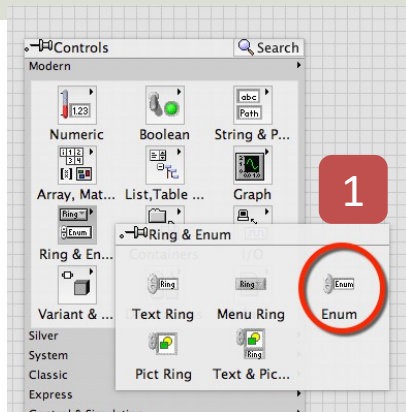 Controls
Search
Modern
1.23
abc
Path
Numeric
Boolean
String & P...
Array, Mat...
List,Table ...
Graph
1
Ring
Enum
Ring & Enum
Ring & En...
Containers
I/O
Ring
Ring
Enum
Variant & ...
Text Ring
Menu Ring
Enum
Ring
Silver
System
Pict Ring
Text & Pic...
Classic
Express